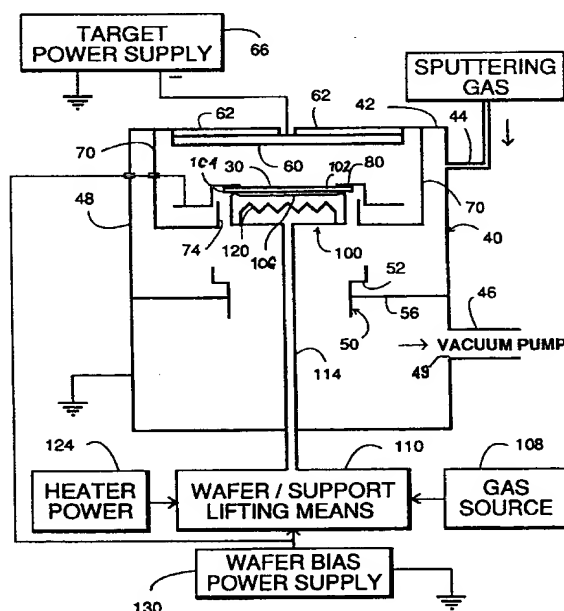 TARGET
POWER SUPPLY
66
SPUTTERING
GAS
62
62
42
44
70
104
30
102
80
60
48
70
74
120
106
100
40
52
46
56
50
VACUUM PUMP
49
114
124
110
108
HEATER
POWER
WAFER / SUPPORT
LIFTING MEANS
GAS
SOURCE
WAFER BIAS
POWER SUPPLY
130